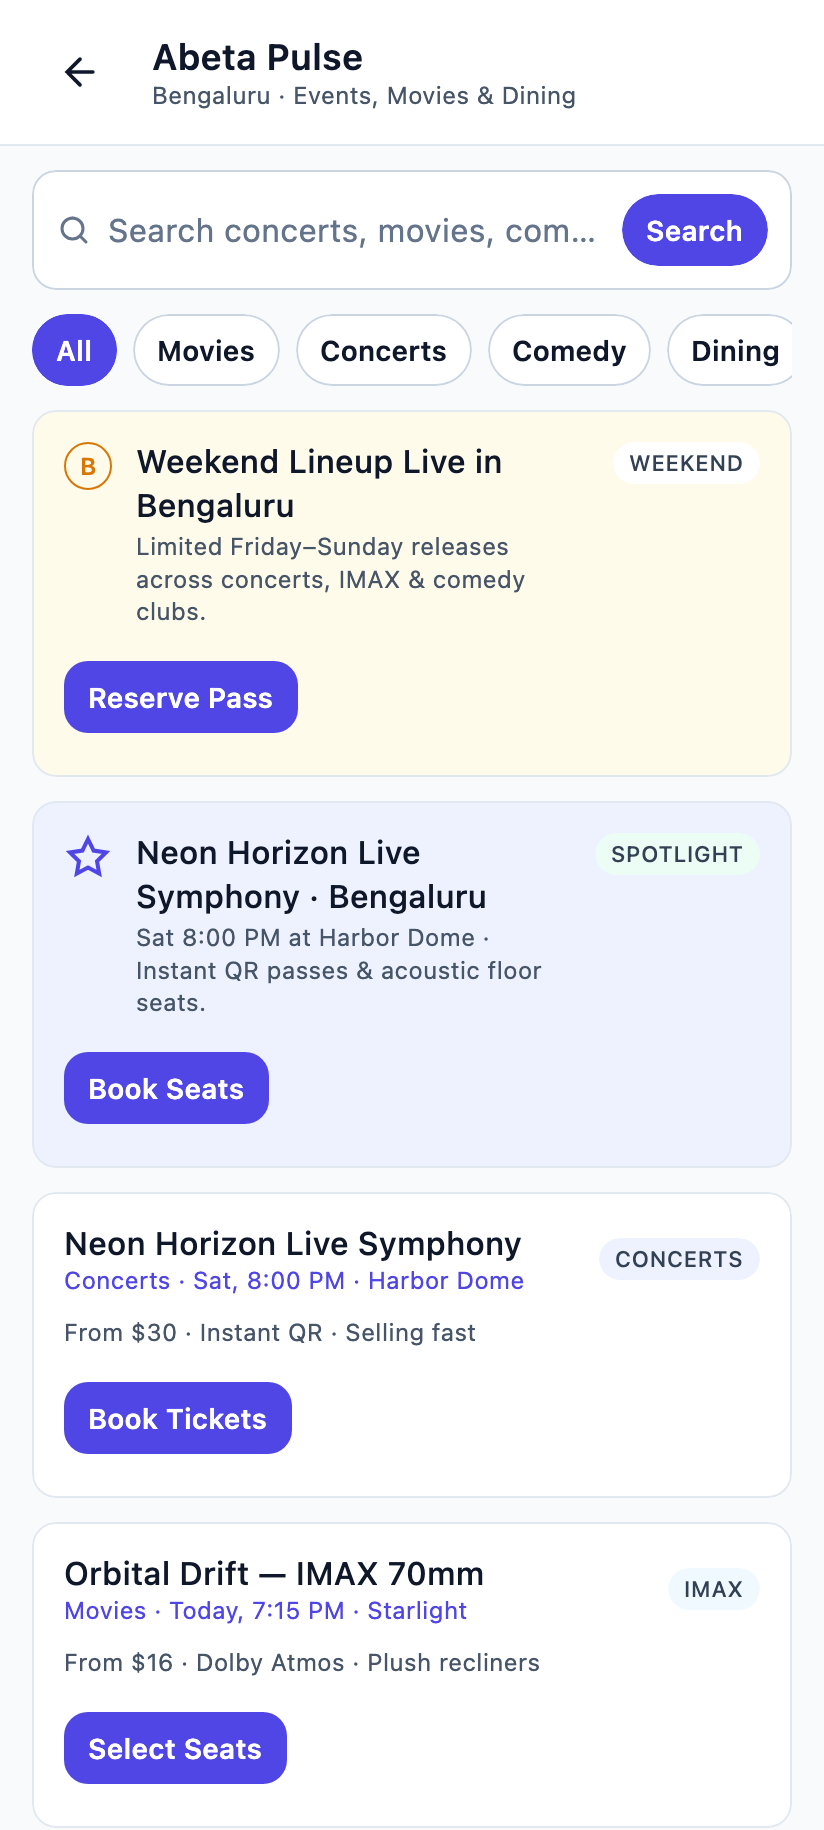 Abeta Pulse
Bengaluru · Events, Movies & Dining
Search concerts, movies, com...
Search
All
Movies
Concerts
Comedy
Dining
B
Weekend Lineup Live in
Bengaluru
WEEKEND
Limited Friday–Sunday releases
across concerts, IMAX & comedy
clubs.
Reserve Pass
Neon Horizon Live
Symphony · Bengaluru
SPOTLIGHT
Sat 8:00 PM at Harbor Dome ·
Instant QR passes & acoustic floor
seats.
Book Seats
Neon Horizon Live Symphony
CONCERTS
Concerts · Sat, 8:00 PM · Harbor Dome
From $30 · Instant QR · Selling fast
Book Tickets
Orbital Drift — IMAX 70mm
IMAX
Movies · Today, 7:15 PM · Starlight
From $16 · Dolby Atmos · Plush recliners
Select Seats